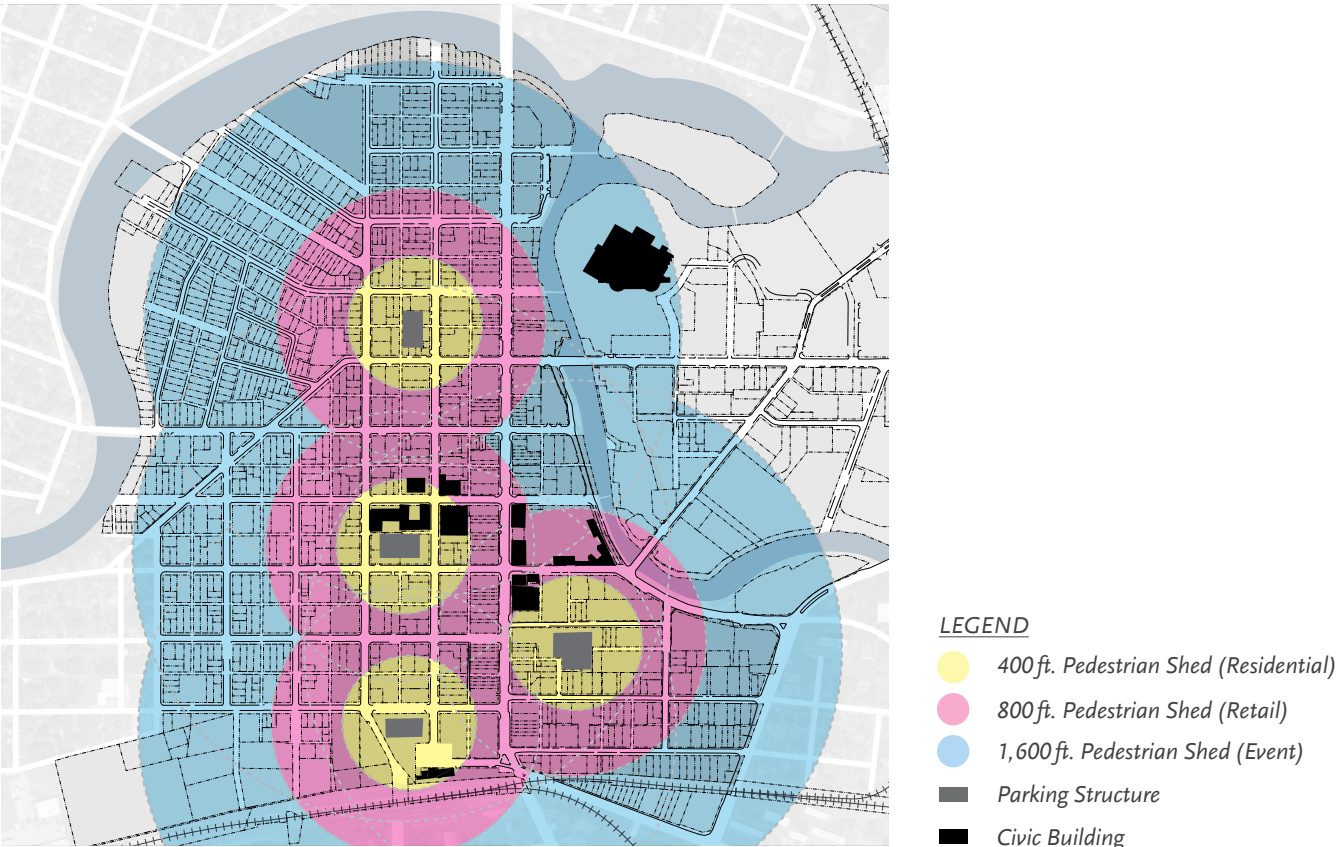 LEGEND
400 ft. Pedestrian Shed (Residential)
800 ft. Pedestrian Shed (Retail)
1,600 ft. Pedestrian Shed (Event)
Parking Structure
Civic Building